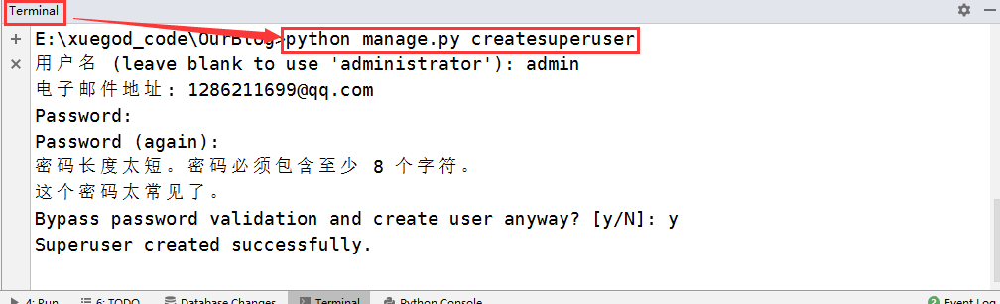 Terminal
E:\xuegod_code\OurBlog>python manage.py createsuperuser
用户名 (leave blank to use 'administrator'): admin
电子邮件地址: 1286211699@qq.com
Password:
Password (again):
密码长度太短。密码必须包含至少 8 个字符。
这个密码太常见了。
Bypass password validation and create user anyway? [y/N]: y
Superuser created successfully.
4: Run 6: TODO Database Changes Terminal Python Console 2 Event Log